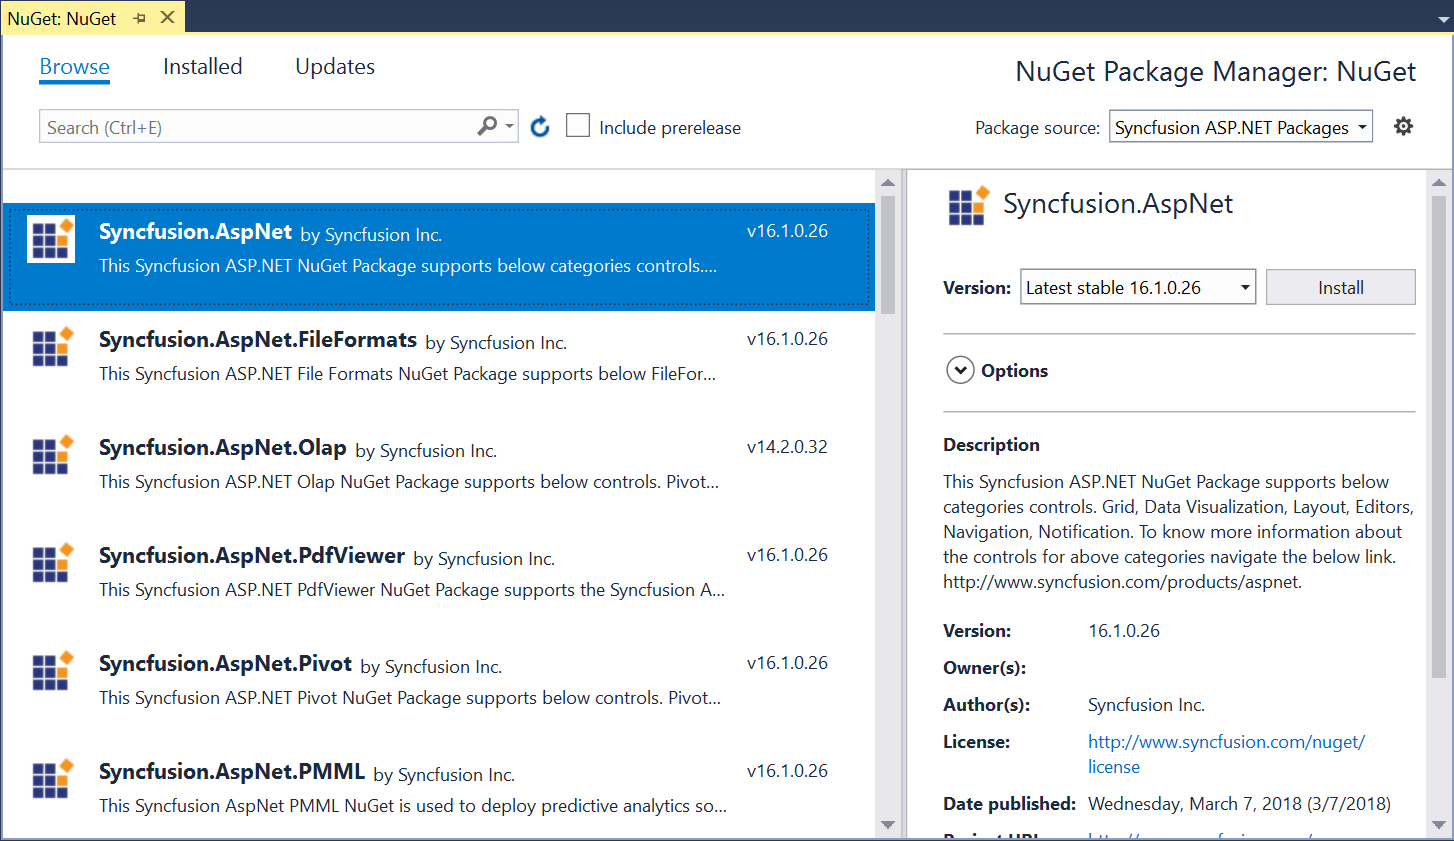 NuGet: NuGet
Browse Installed Updates
NuGet Package Manager: NuGet
Search (Ctrl+E)
Include prerelease
Package source: Syncfusion ASP.NET Packages
Syncfusion.AspNet by Syncfusion Inc. v16.1.0.26
This Syncfusion ASP.NET NuGet Package supports below categories controls....
Syncfusion.AspNet.FileFormats by Syncfusion Inc. v16.1.0.26
This Syncfusion ASP.NET File Formats NuGet Package supports below FileFor...
Syncfusion.AspNet.Olap by Syncfusion Inc. v14.2.0.32
This Syncfusion ASP.NET Olap NuGet Package supports below controls. Pivot...
Syncfusion.AspNet.PdfViewer by Syncfusion Inc. v16.1.0.26
This Syncfusion ASP.NET PdfViewer NuGet Package supports the Syncfusion A...
Syncfusion.AspNet.Pivot by Syncfusion Inc. v16.1.0.26
This Syncfusion ASP.NET Pivot NuGet Package supports below controls. Pivot...
Syncfusion.AspNet.PMML by Syncfusion Inc. v16.1.0.26
This Syncfusion AspNet PMML NuGet is used to deploy predictive analytics so...
Syncfusion.AspNet
Version: Latest stable 16.1.0.26 Install
Options
Description
This Syncfusion ASP.NET NuGet Package supports below
categories controls. Grid, Data Visualization, Layout, Editors,
Navigation, Notification. To know more information about
the controls for above categories navigate the below link.
http://www.syncfusion.com/products/aspnet.
Version: 16.1.0.26
Owner(s):
Author(s): Syncfusion Inc.
License: http://www.syncfusion.com/nuget/
license
Date published: Wednesday, March 7, 2018 (3/7/2018)